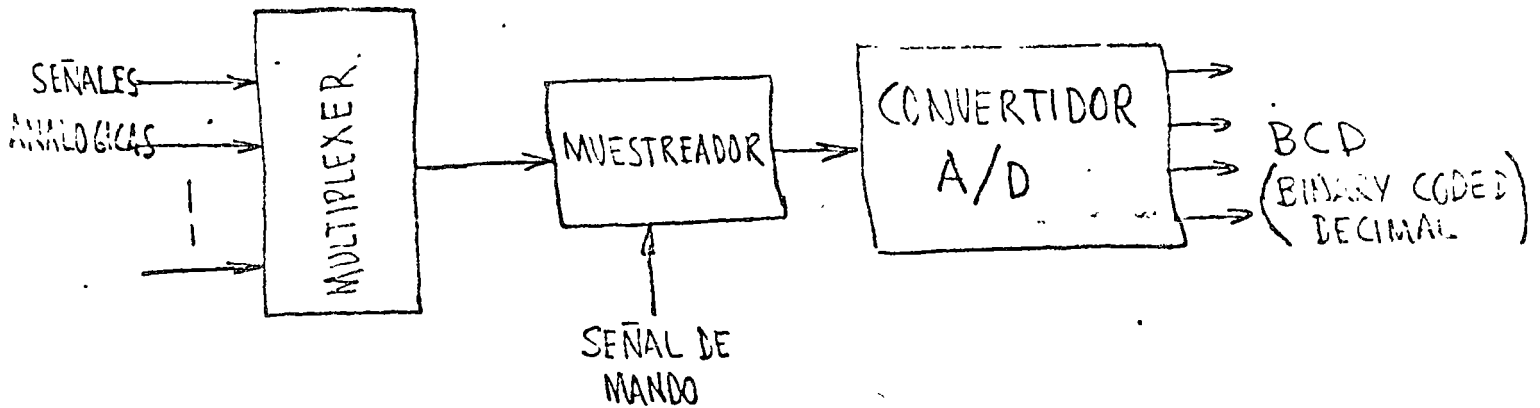 SEÑALES
ANALOGICAS
MULTIPLEXER.
MUESTREADOR
SEÑAL DE
MANDO
CONVERTIDOR
A/D
BCD
(BINARY CODED
DECIMAL)